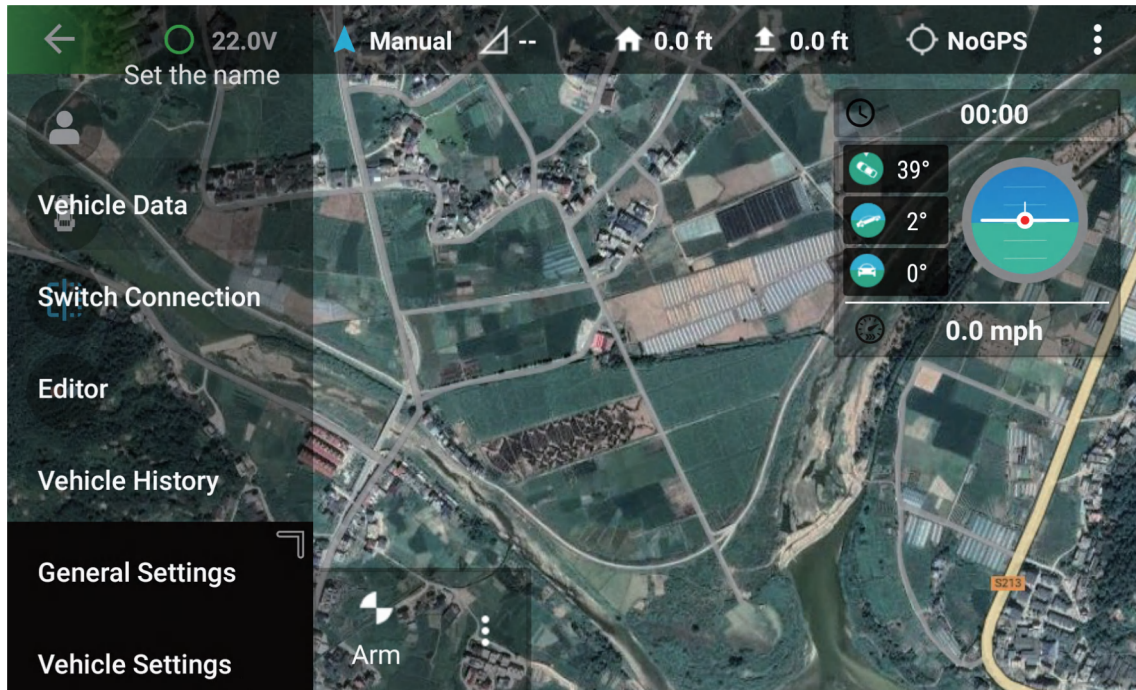 22.0V
Manual
--
0.0 ft
0.0 ft
NoGPS
Set the name
00:00
39°
2°
0°
0.0 mph
Vehicle Data
Switch Connection
Editor
Vehicle History
General Settings
Vehicle Settings
Arm
S213